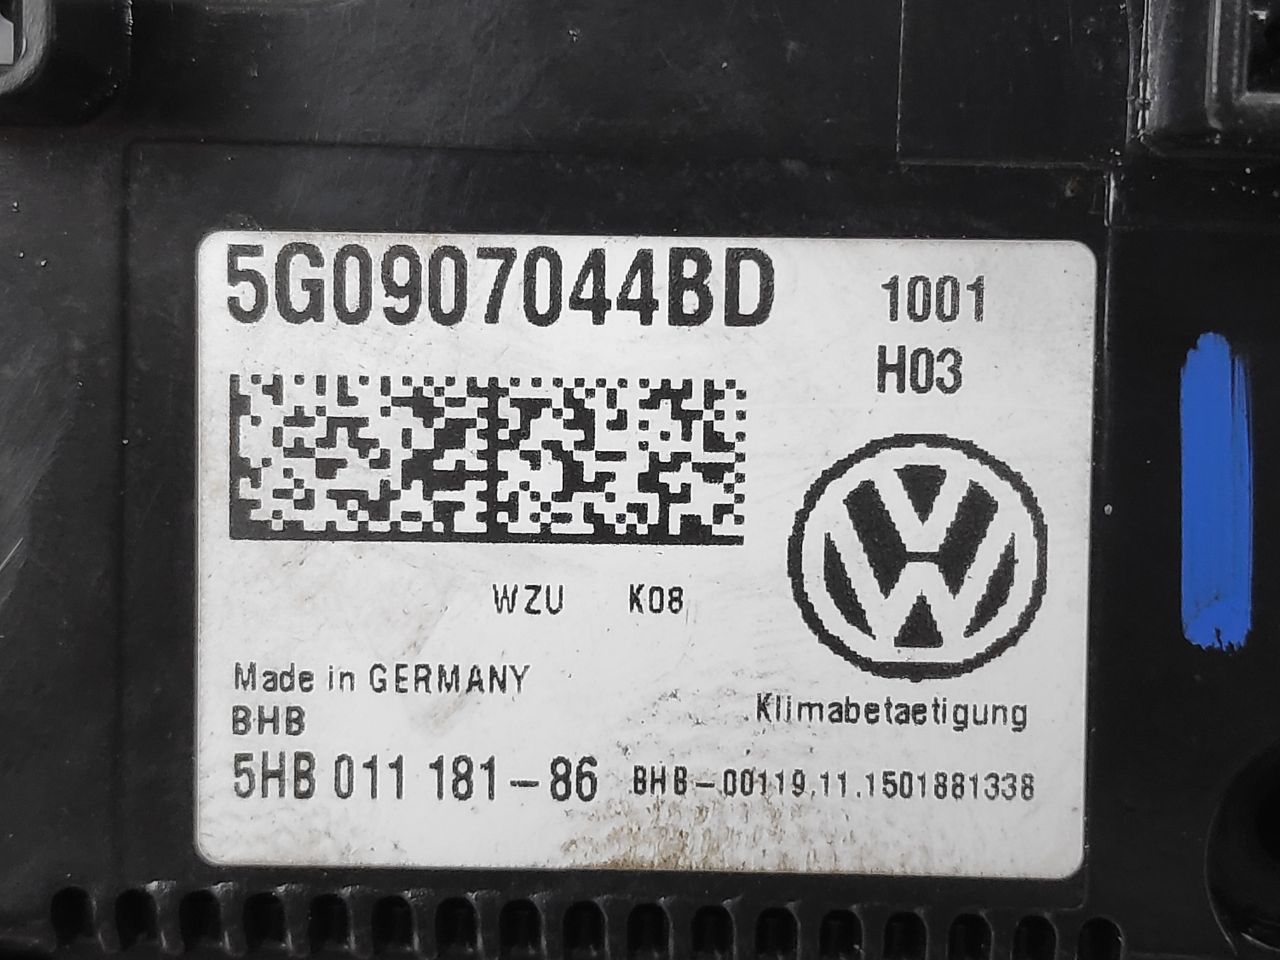 5G0907044BD
1001
H03
WZU K08
Made in GERMANY
BHB
Klimabetaetigung
5HB 011 181-86
BHB-00119.11.1501881338